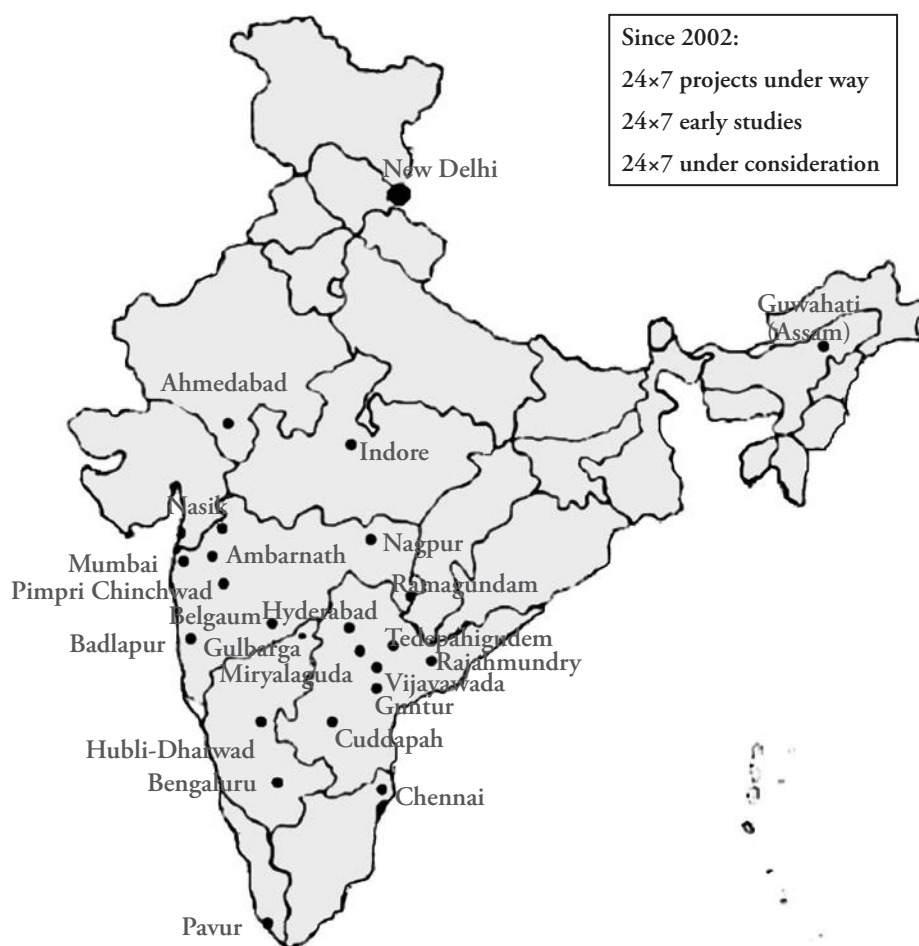 Since 2002:
24×7 projects under way
24×7 early studies
24×7 under consideration
New Delhi
Guwahati
(Assam)
Ahmedabad
Indore
Nasik
Nagpur
Ambarnath
Mumbai
Pimpri Chinchwad
Ramagundam
Belgaum
Hyderabad
Badlapur
Gulbarga
Tedepahigudem
Rajahmundry
Miryalaguda
Vijayawada
Guntur
Cuddapah
Hubli-Dharwad
Bengaluru
Chennai
Pavur